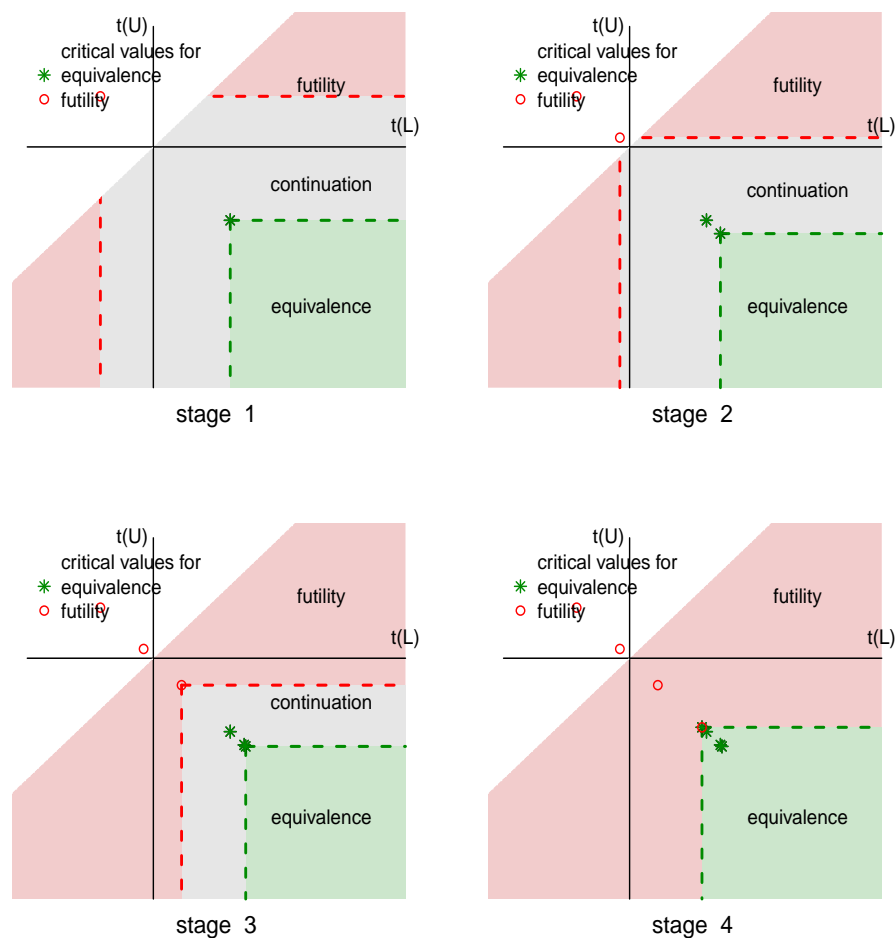 t(U)
critical values for
equivalence
futility
futility
t(L)
continuation
equivalence
stage 1
t(U)
critical values for
equivalence
futility
futility
t(L)
continuation
equivalence
stage 2
t(U)
critical values for
equivalence
futility
futility
t(L)
continuation
equivalence
stage 3
t(U)
critical values for
equivalence
futility
futility
t(L)
equivalence
stage 4